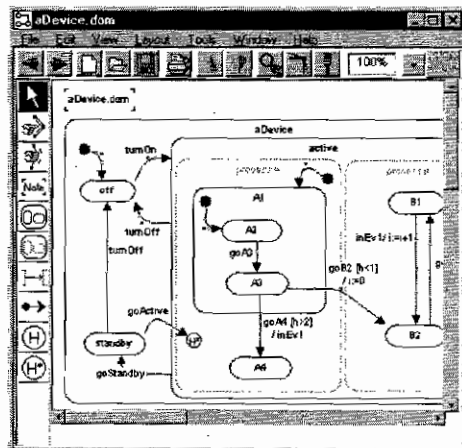 aDevice.dom
File Edit View Layout Tools Window Help
100%
aDevice.dom
aDevice
turnOn
active
off
A1
B1
Note
turnOff
A2
inEv1/i:=i+1
turnOff
goA3
goB2 [h<1]
/ i:=0
A3
goActive
goA4 [h>2]
/ inEv1
standby
H*
B2
H
goStandby
A4
H*